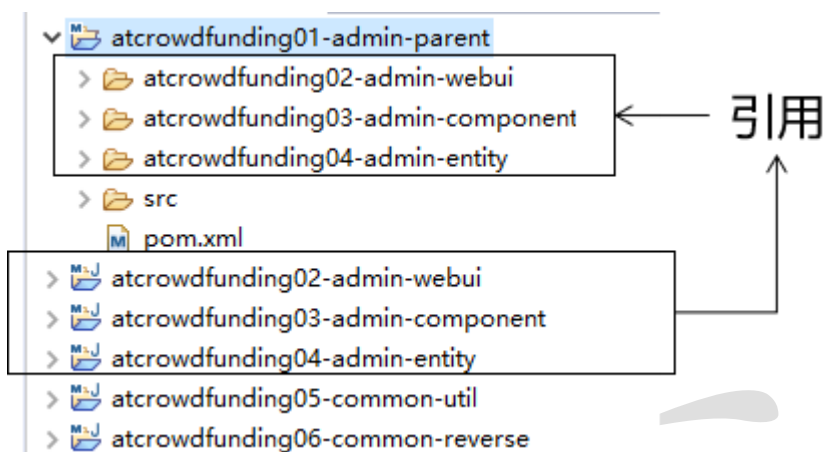 atcrowdfunding01-admin-parent
atcrowdfunding02-admin-webui
atcrowdfunding03-admin-component
atcrowdfunding04-admin-entity
引用
src
pom.xml
atcrowdfunding02-admin-webui
atcrowdfunding03-admin-component
atcrowdfunding04-admin-entity
atcrowdfunding05-common-util
atcrowdfunding06-common-reverse